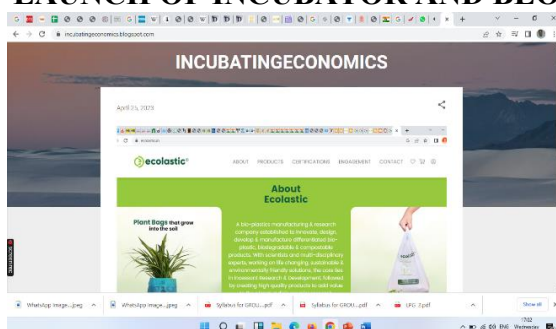 LAUNCH OF INCUBATOR AND BLO
incubatingeconomics.blogspot.com
INCUBATINGECONOMICS
April 25, 2023
ecolastic
ABOUT PRODUCTS CERTIFICATIONS ENGAGEMENT CONTACT
About
Ecolastic
Plant Bags that grow
into the soil
A bio-plastics manufacturing & research
company established to innovate, design,
develop & manufacture differentiated bio-
plastic, biodegradable & compostable
products. With scientists and multi-disciplinary
experts, working on life changing, sustainable &
environmentally friendly solutions, the core lies
in Innovation Research & Development, followed
by creating high quality products to add value
WhatsApp Image....jpeg
WhatsApp Image....jpeg
Syllabus for GROU....pdf
Syllabus for GROU....pdf
Show all
17:02
ENG Wednesday